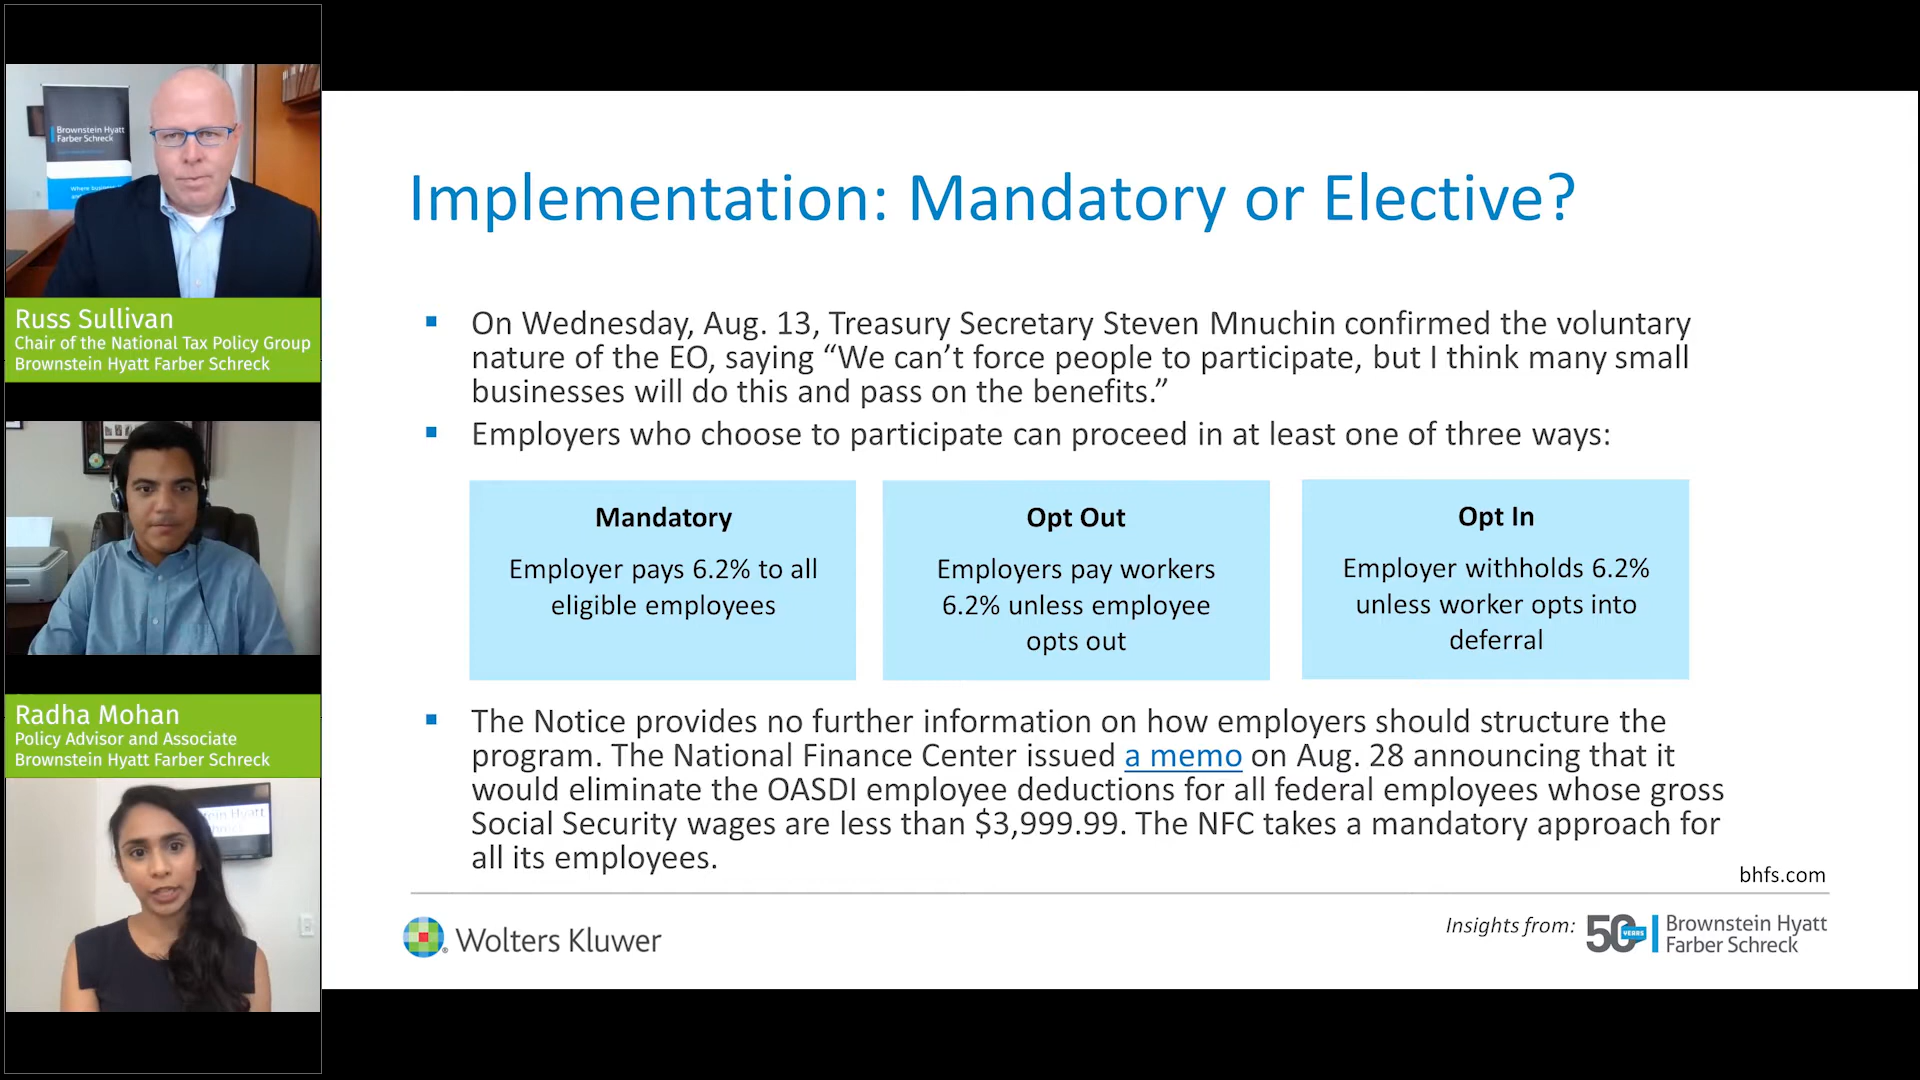 Brownstein Hyatt
Farber Schreck
Russ Sullivan
Chair of the National Tax Policy Group
Brownstein Hyatt Farber Schreck
Radha Mohan
Policy Advisor and Associate
Brownstein Hyatt Farber Schreck
Implementation: Mandatory or Elective?
On Wednesday, Aug. 13, Treasury Secretary Steven Mnuchin confirmed the voluntary
nature of the EO, saying “We can’t force people to participate, but I think many small
businesses will do this and pass on the benefits.”
Employers who choose to participate can proceed in at least one of three ways:
Mandatory
Employer pays 6.2% to all
eligible employees
Opt Out
Employers pay workers
6.2% unless employee
opts out
Opt In
Employer withholds 6.2%
unless worker opts into
deferral
The Notice provides no further information on how employers should structure the
program. The National Finance Center issued a memo on Aug. 28 announcing that it
would eliminate the OASDI employee deductions for all federal employees whose gross
Social Security wages are less than $3,999.99. The NFC takes a mandatory approach for
all its employees.
bhfs.com
Wolters Kluwer
Insights from:
50 YEARS
Brownstein Hyatt
Farber Schreck